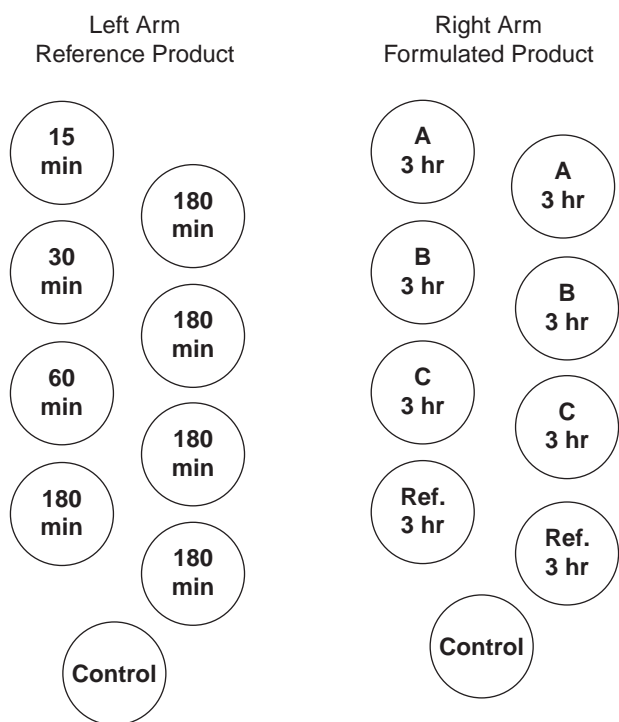 Left Arm
Reference Product
15
min
180
min
30
min
180
min
60
min
180
min
180
min
180
min
Control
Right Arm
Formulated Product
A
3 hr
A
3 hr
B
3 hr
B
3 hr
C
3 hr
C
3 hr
Ref.
3 hr
Ref.
3 hr
Control